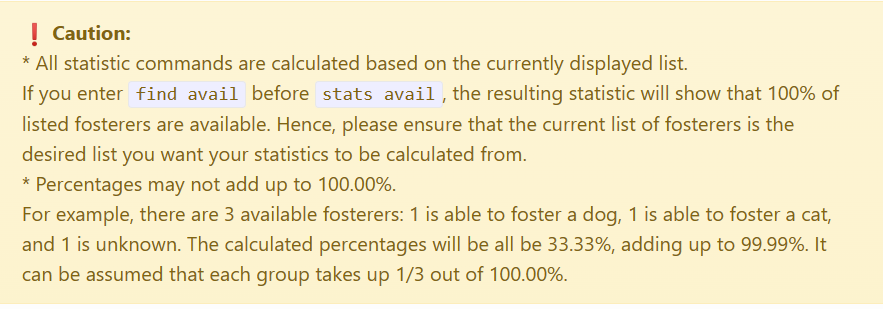 ❗ Caution:
* All statistic commands are calculated based on the currently displayed list.
If you enter find avail before stats avail, the resulting statistic will show that 100% of
listed fosterers are available. Hence, please ensure that the current list of fosterers is the
desired list you want your statistics to be calculated from.
* Percentages may not add up to 100.00%.
For example, there are 3 available fosterers: 1 is able to foster a dog, 1 is able to foster a cat,
and 1 is unknown. The calculated percentages will be all be 33.33%, adding up to 99.99%. It
can be assumed that each group takes up 1/3 out of 100.00%.